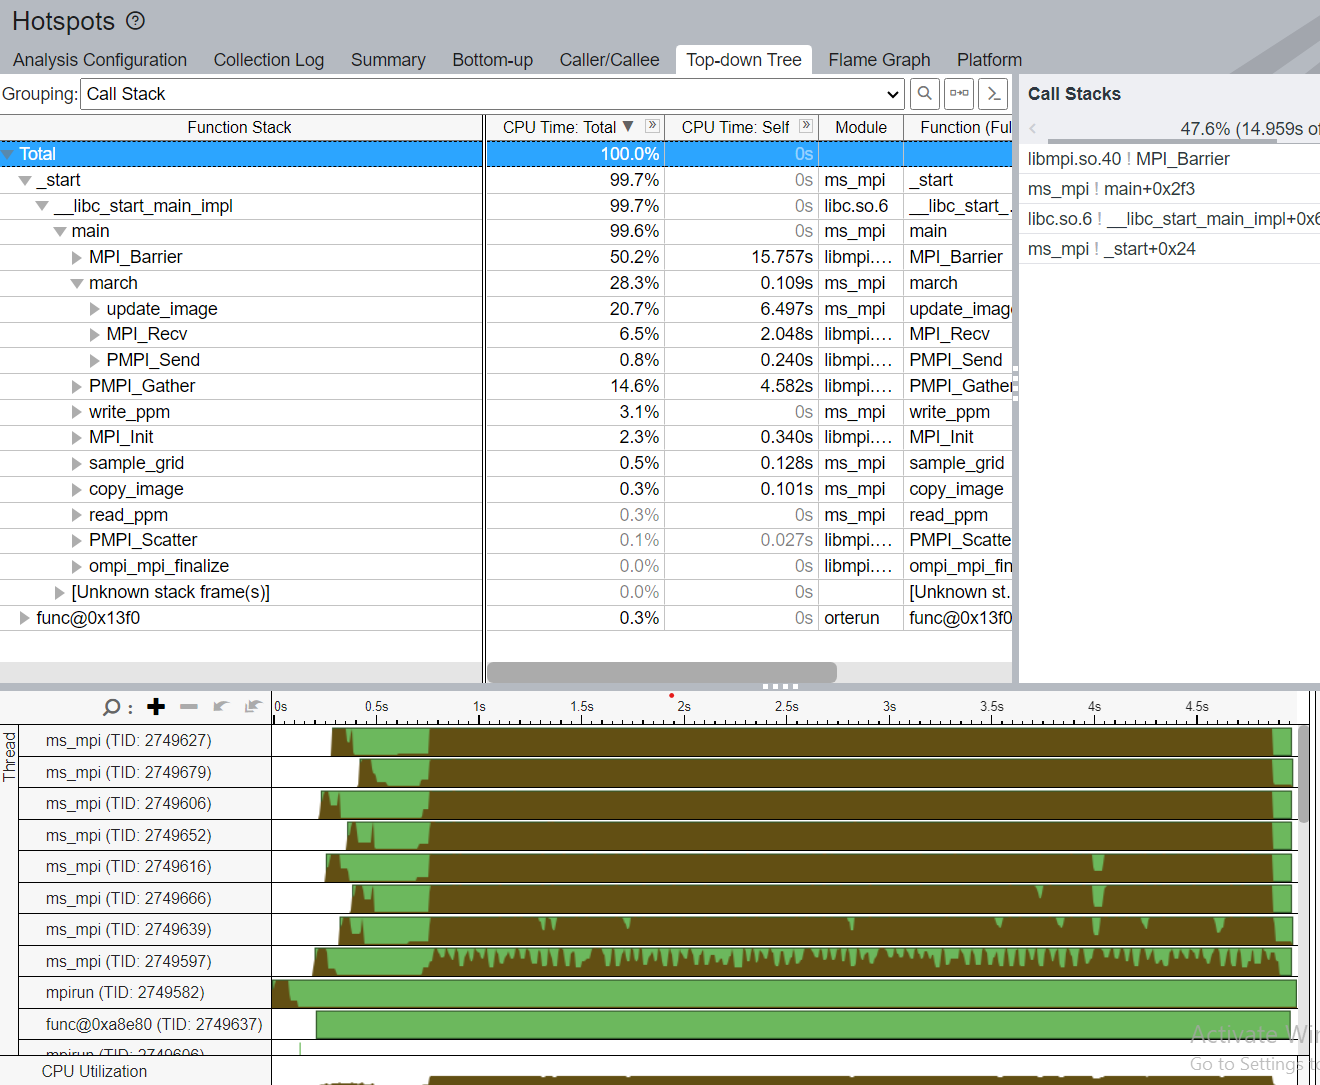 Hotspots ?
Analysis Configuration Collection Log Summary Bottom-up Caller/Callee Top-down Tree Flame Graph Platform
Grouping: Call Stack
Call Stacks
Function Stack CPU Time: Total ▼ » CPU Time: Self » Module Function (Ful
47.6% (14.959s of
Total 100.0% 0s
_start 99.7% 0s ms_mpi _start
__libc_start_main_impl 99.7% 0s libc.so.6 __libc_start_.
main 99.6% 0s ms_mpi main
MPI_Barrier 50.2% 15.757s libmpi.... MPI_Barrier
march 28.3% 0.109s ms_mpi march
update_image 20.7% 6.497s ms_mpi update_imag
MPI_Recv 6.5% 2.048s libmpi.... MPI_Recv
PMPI_Send 0.8% 0.240s libmpi.... PMPI_Send
PMPI_Gather 14.6% 4.582s libmpi.... PMPI_Gather
write_ppm 3.1% 0s ms_mpi write_ppm
MPI_Init 2.3% 0.340s libmpi.... MPI_Init
sample_grid 0.5% 0.128s ms_mpi sample_grid
copy_image 0.3% 0.101s ms_mpi copy_image
read_ppm 0.3% 0s ms_mpi read_ppm
PMPI_Scatter 0.1% 0.027s libmpi.... PMPI_Scatte
ompi_mpi_finalize 0.0% 0s libmpi.... ompi_mpi_fin
[Unknown stack frame(s)] 0.0% 0s [Unknown st.
func@0x13f0 0.3% 0s orterun func@0x13f0
libmpi.so.40 ! MPI_Barrier
ms_mpi ! main+0x2f3
libc.so.6 ! __libc_start_main_impl+0x6
ms_mpi ! _start+0x24
0s 0.5s 1s 1.5s 2s 2.5s 3s 3.5s 4s 4.5s
Thread
ms_mpi (TID: 2749627)
ms_mpi (TID: 2749679)
ms_mpi (TID: 2749606)
ms_mpi (TID: 2749652)
ms_mpi (TID: 2749616)
ms_mpi (TID: 2749666)
ms_mpi (TID: 2749639)
ms_mpi (TID: 2749597)
mpirun (TID: 2749582)
func@0xa8e80 (TID: 2749637)
CPU Utilization
Activate Win
Go to Settings to